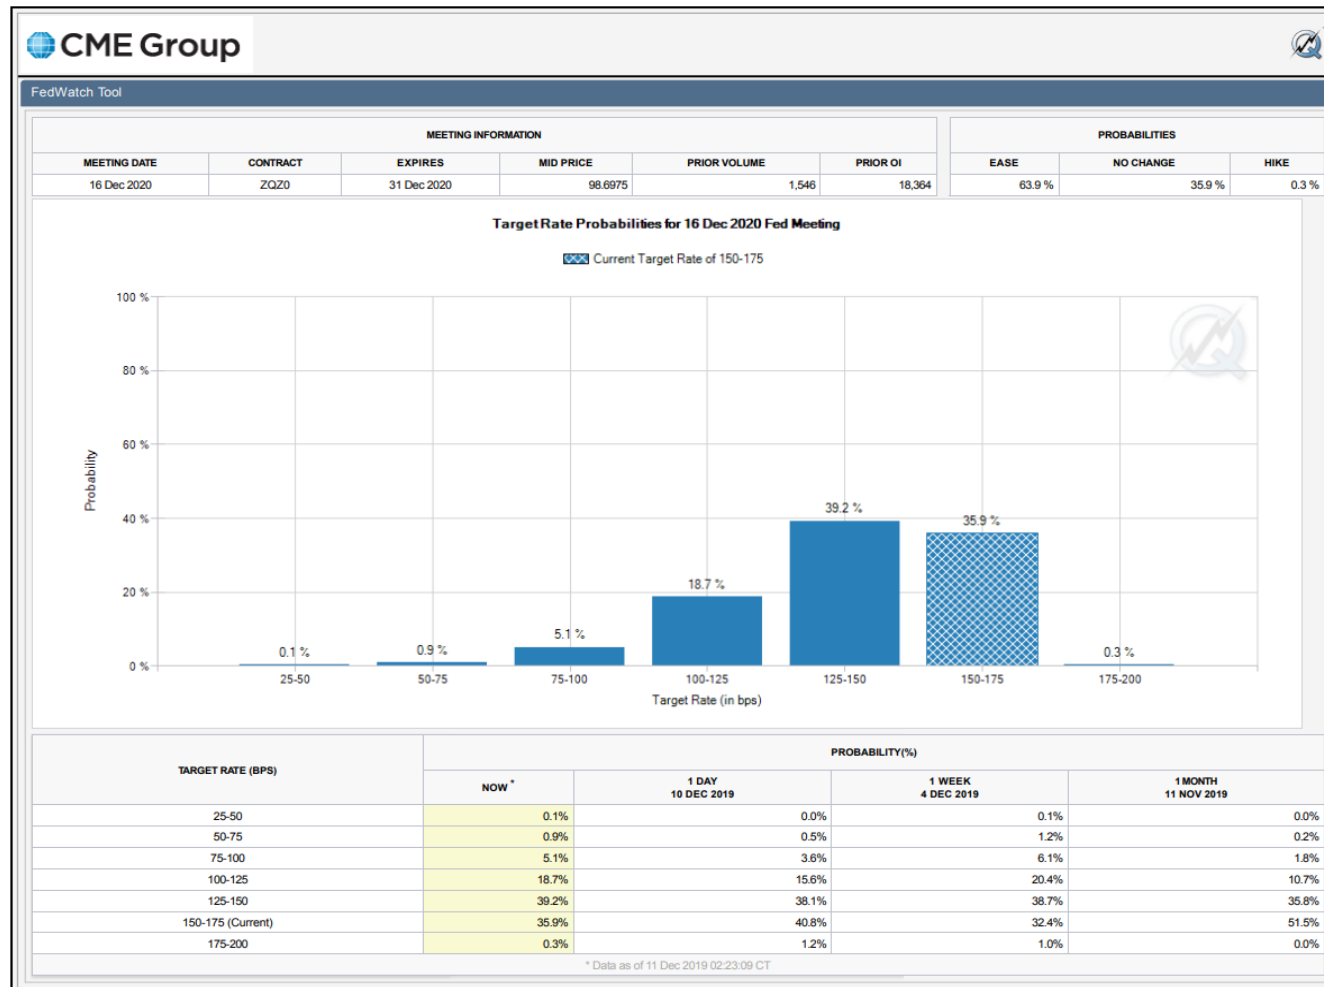 CME Group
FedWatch Tool
MEETING INFORMATION
MEETING DATE CONTRACT EXPIRES MID PRICE PRIOR VOLUME PRIOR OI
16 Dec 2020 ZQZ0 31 Dec 2020 98.6975 1,546 18,364
PROBABILITIES
EASE NO CHANGE HIKE
63.9 % 35.9 % 0.3 %
Target Rate Probabilities for 16 Dec 2020 Fed Meeting
Current Target Rate of 150-175
Probability
100 %
80 %
60 %
40 %
20 %
0 %
0.1 %
0.9 %
5.1 %
18.7 %
39.2 %
35.9 %
0.3 %
25-50 50-75 75-100 100-125 125-150 150-175 175-200
Target Rate (in bps)
TARGET RATE (BPS) PROBABILITY(%)
NOW * 1 DAY 1 WEEK 1 MONTH
10 DEC 2019 4 DEC 2019 11 NOV 2019
25-50 0.1% 0.0% 0.1% 0.0%
50-75 0.9% 0.5% 1.2% 0.2%
75-100 5.1% 3.6% 6.1% 1.8%
100-125 18.7% 15.6% 20.4% 10.7%
125-150 39.2% 38.1% 38.7% 35.8%
150-175 (Current) 35.9% 40.8% 32.4% 51.5%
175-200 0.3% 1.2% 1.0% 0.0%
* Data as of 11 Dec 2019 02:23:09 CT